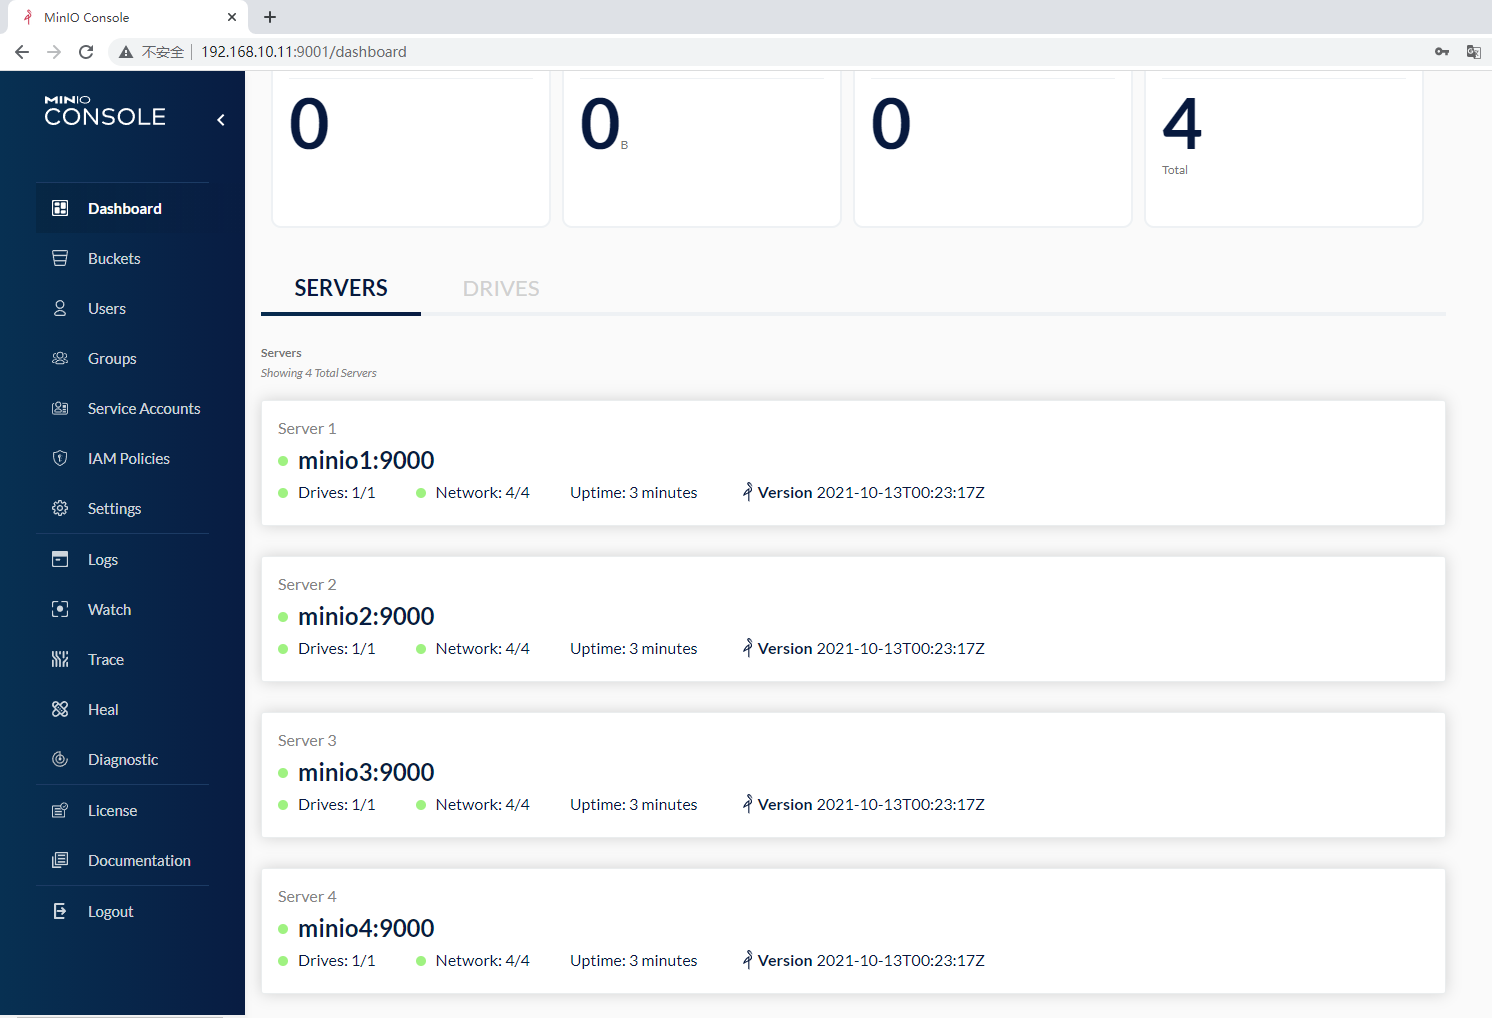 MinIO Console
不安全 192.168.10.11:9001/dashboard
MINIO
CONSOLE
Dashboard
Buckets
Users
Groups
Service Accounts
IAM Policies
Settings
Logs
Watch
Trace
Heal
Diagnostic
License
Documentation
Logout
0
0 B
0
4
Total
SERVERS DRIVES
Servers
Showing 4 Total Servers
Server 1
minio1:9000
Drives: 1/1 Network: 4/4 Uptime: 3 minutes Version 2021-10-13T00:23:17Z
Server 2
minio2:9000
Drives: 1/1 Network: 4/4 Uptime: 3 minutes Version 2021-10-13T00:23:17Z
Server 3
minio3:9000
Drives: 1/1 Network: 4/4 Uptime: 3 minutes Version 2021-10-13T00:23:17Z
Server 4
minio4:9000
Drives: 1/1 Network: 4/4 Uptime: 3 minutes Version 2021-10-13T00:23:17Z